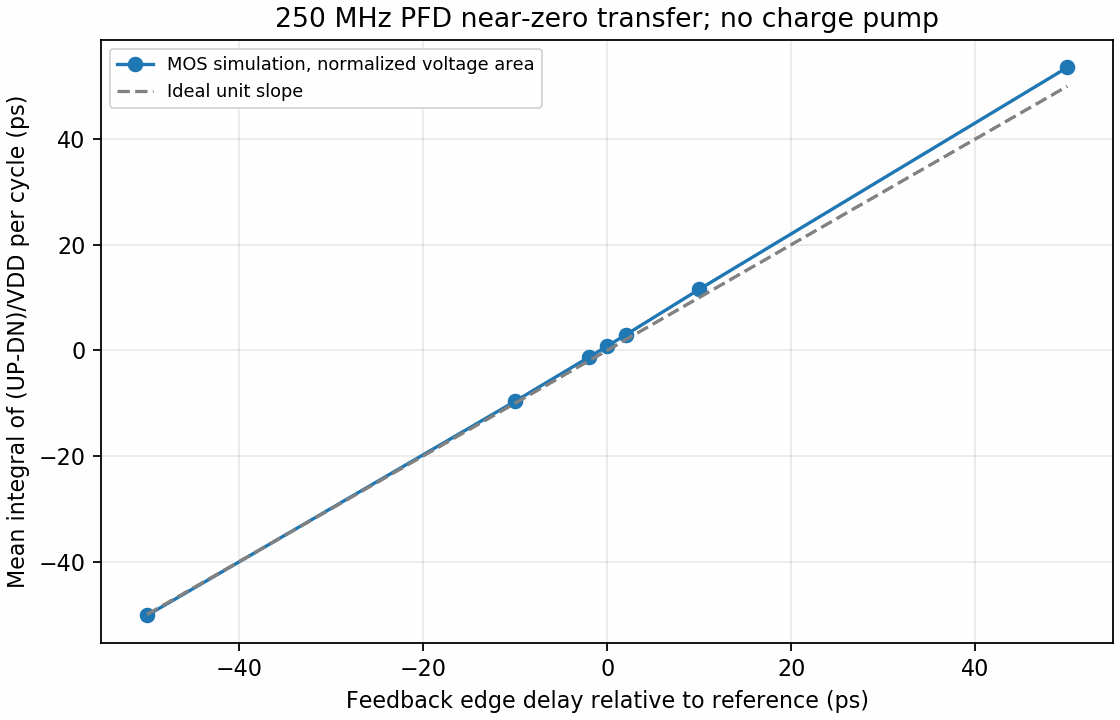 250 MHz PFD near-zero transfer; no charge pump
MOS simulation, normalized voltage area
Ideal unit slope
Mean integral of (UP-DN)/VDD per cycle (ps)
40
20
0
−20
−40
−40
−20
0
20
40
Feedback edge delay relative to reference (ps)